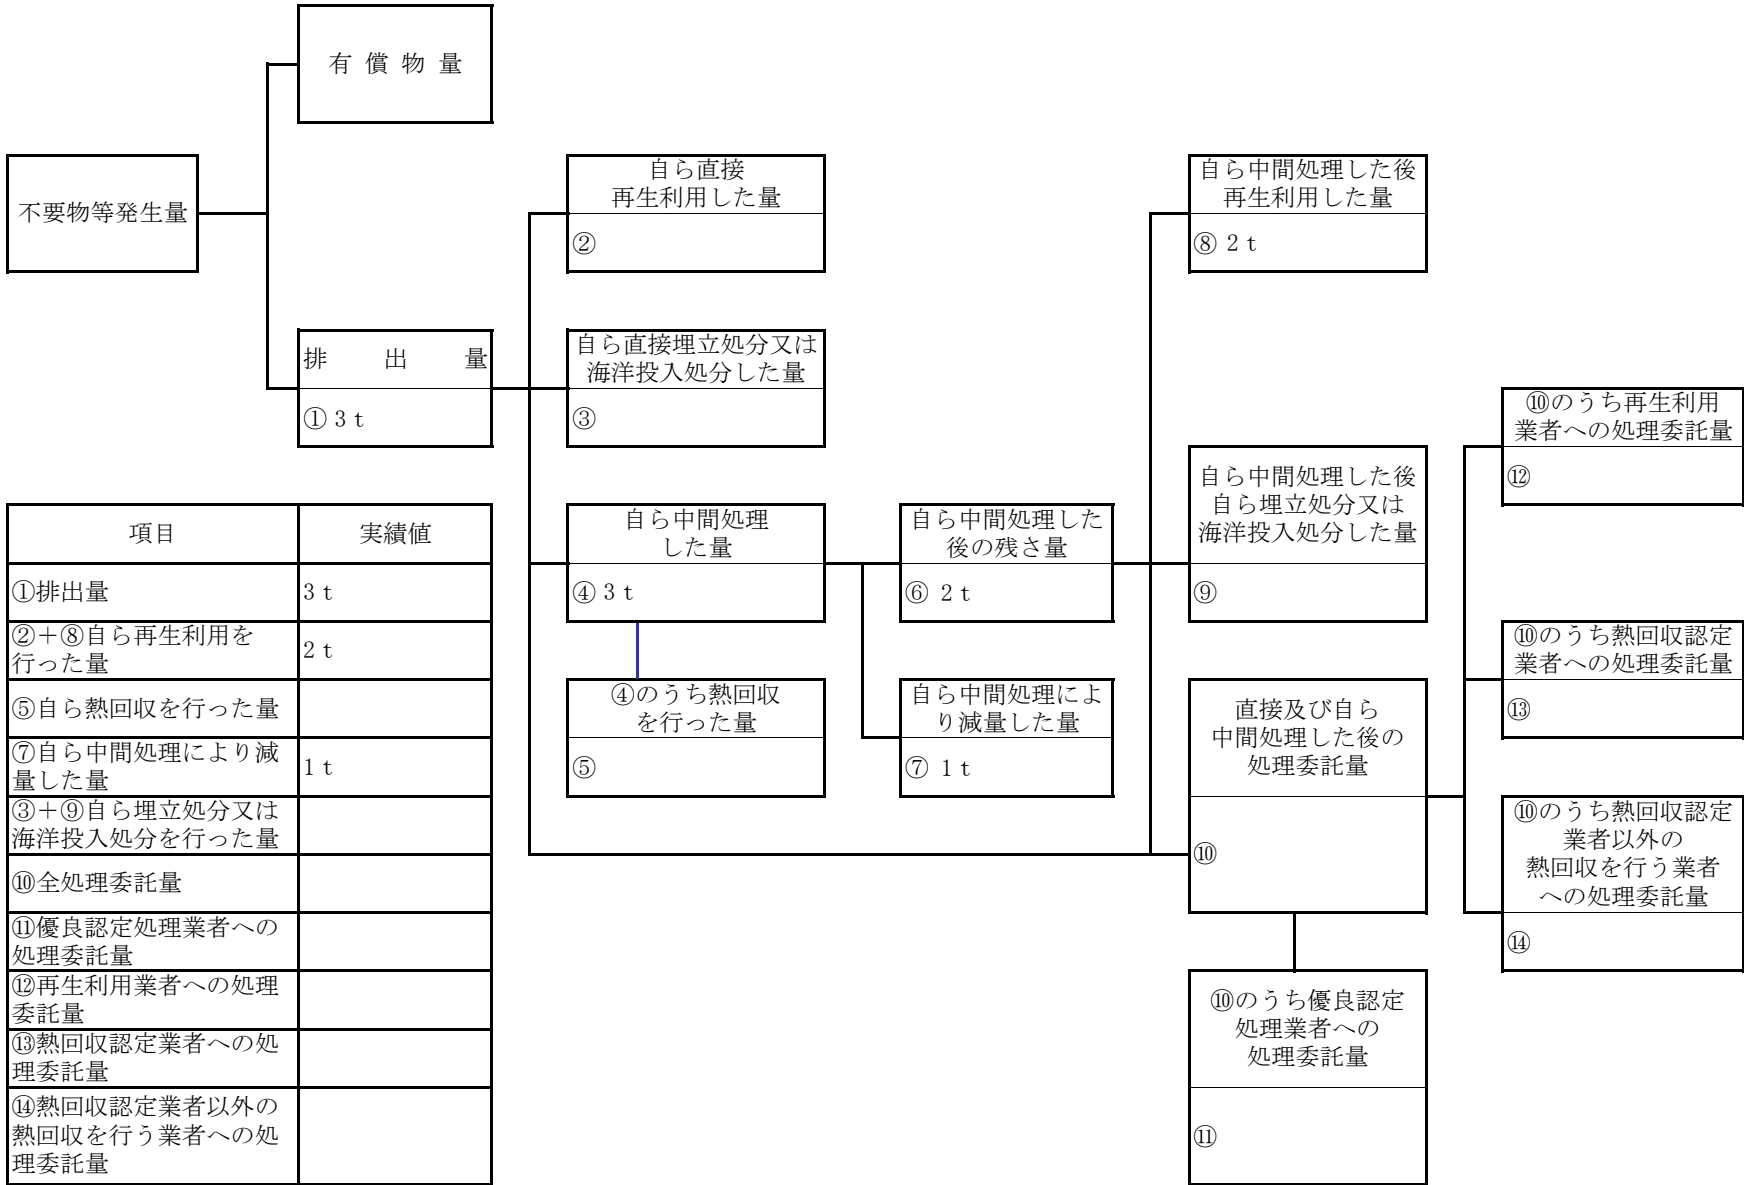 有償物量
不要物等発生量
自ら直接
再生利用した量
②
自ら中間処理した後
再生利用した量
⑧ 2 t
排出量
① 3 t
自ら直接埋立処分又は
海洋投入処分した量
③
⑩のうち再生利用
業者への処理委託量
⑫
自ら中間処理した後
自ら埋立処分又は
海洋投入処分した量
⑨
自ら中間処理
した量
④ 3 t
自ら中間処理した
後の残さ量
⑥ 2 t
⑩のうち熱回収認定
業者への処理委託量
⑬
④のうち熱回収
を行った量
⑤
自ら中間処理によ
り減量した量
⑦ 1 t
直接及び自ら
中間処理した後の
処理委託量
⑩
⑩のうち熱回収認定
業者以外の
熱回収を行う業者
への処理委託量
⑭
⑩のうち優良認定
処理業者への
処理委託量
⑪
項目 実績値
①排出量 3 t
②＋⑧自ら再生利用を
行った量 2 t
⑤自ら熱回収を行った量
⑦自ら中間処理により減
量した量 1 t
③＋⑨自ら埋立処分又は
海洋投入処分を行った量
⑩全処理委託量
⑪優良認定処理業者への
処理委託量
⑫再生利用業者への処理
委託量
⑬熱回収認定業者への処
理委託量
⑭熱回収認定業者以外の
熱回収を行う業者への処
理委託量